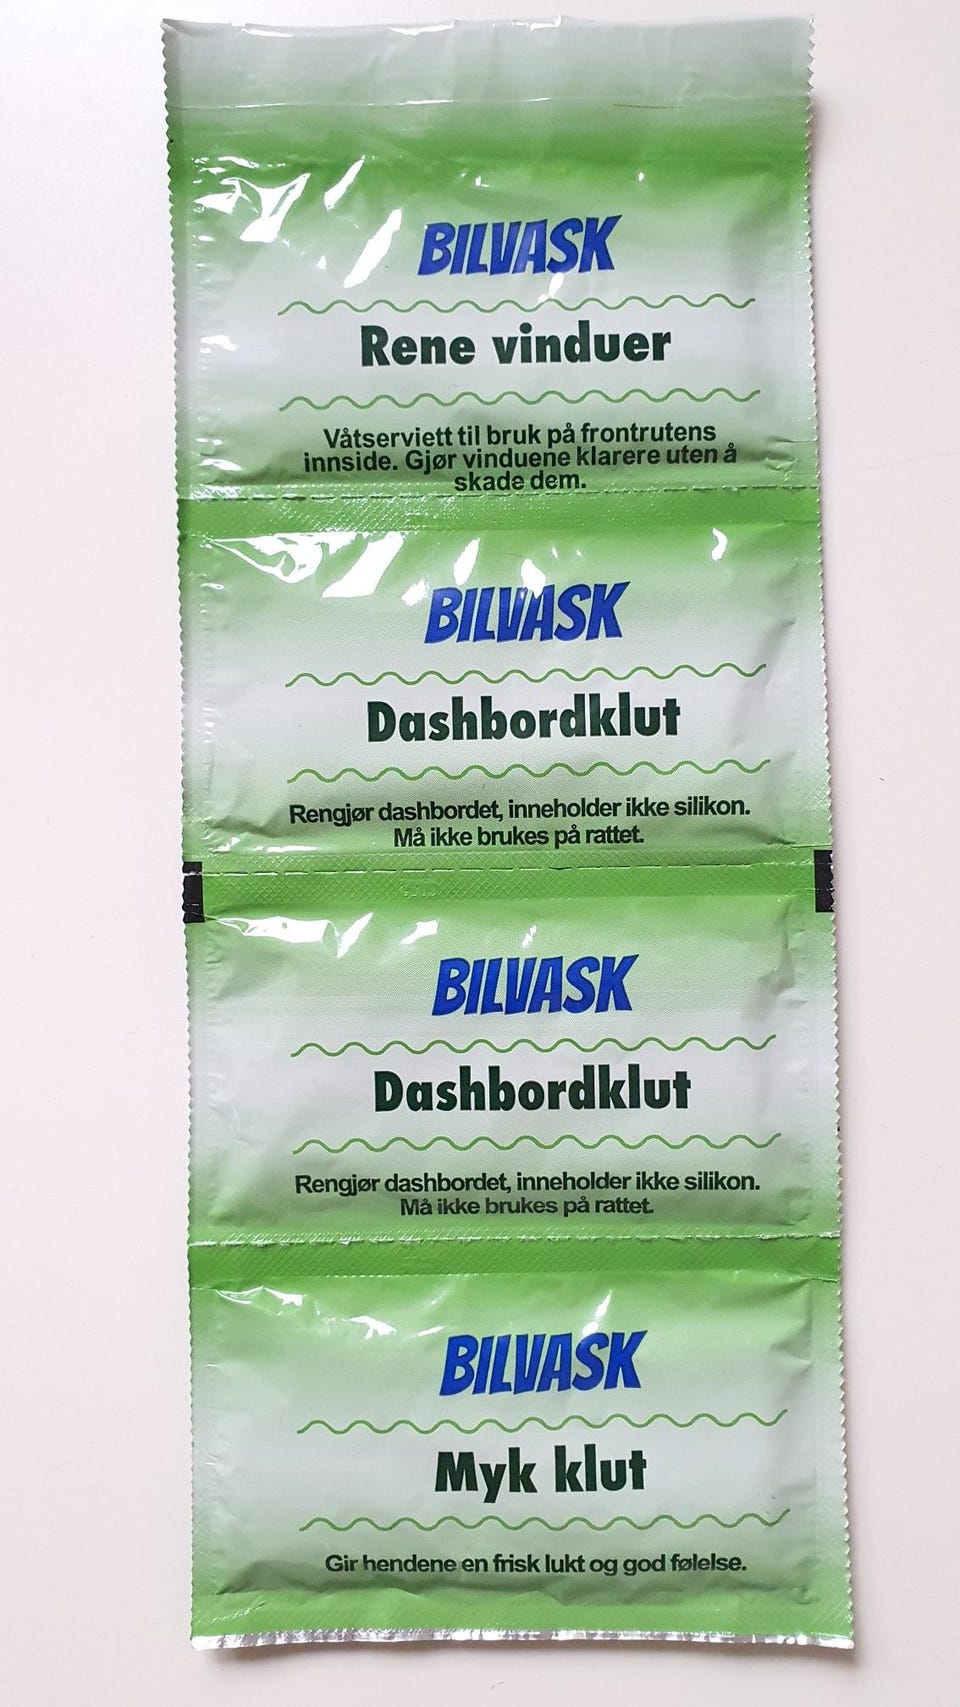 BILVASK
Rene vinduer
Våtserviett til bruk på frontrutens
innside. Gjør vinduene klarere uten å
skade dem.
BILVASK
Dashbordklut
Rengjør dashbordet, inneholder ikke silikon.
Må ikke brukes på rattet.
BILVASK
Dashbordklut
Rengjør dashbordet, inneholder ikke silikon.
Må ikke brukes på rattet.
BILVASK
Myk klut
Gir hendene en frisk lukt og god følelse.